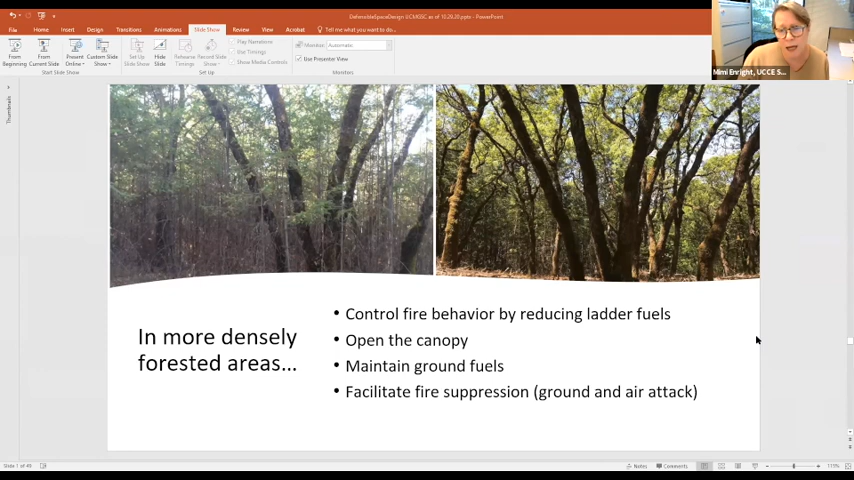 DefensibleSpaceDesign UCMGSC as of 10.29.20.pptx - PowerPoint
File Home Insert Design Transitions Animations Slide Show Review View Acrobat Tell me what you want to do...
From Beginning
From Current Slide
Present Online
Custom Slide Show
Set Up Slide Show
Hide Slide
Rehearse Timings
Record Slide Show
Play Narrations
Use Timings
Show Media Controls
Monitor: Automatic
Use Presenter View
Start Slide Show
Set Up
Monitors
Mimi Enright, UCCE S...
Thumbnails
In more densely
forested areas...
• Control fire behavior by reducing ladder fuels
• Open the canopy
• Maintain ground fuels
• Facilitate fire suppression (ground and air attack)
Slide 1 of 49
Notes Comments